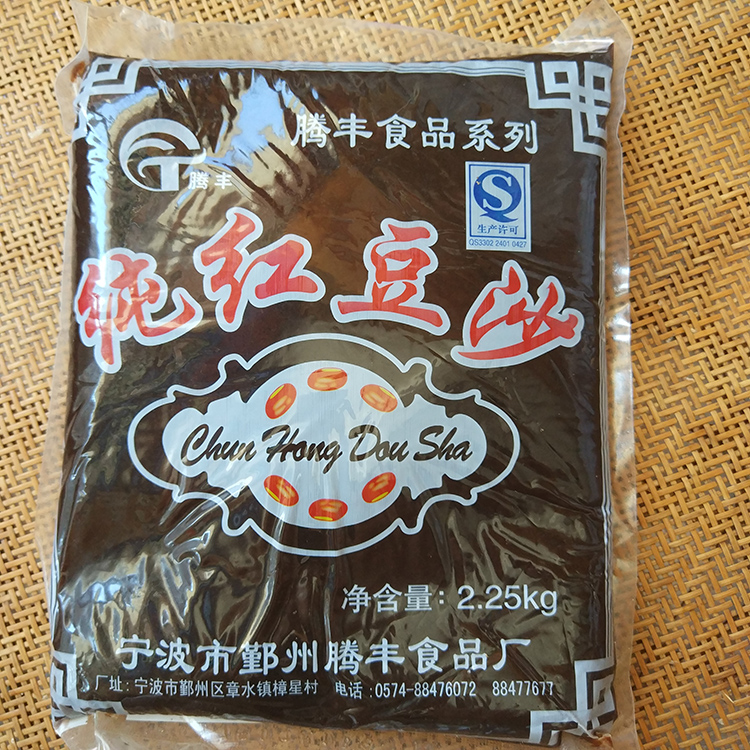 腾丰食品系列
腾丰
生产许可
QS3302 2401 0427
纯红豆沙
Chun Hong Dou Sha
净含量：2.25kg
宁波市鄞州腾丰食品厂
厂址：宁波市鄞州区章水镇樟星村 电话：0574-88476072 88477677